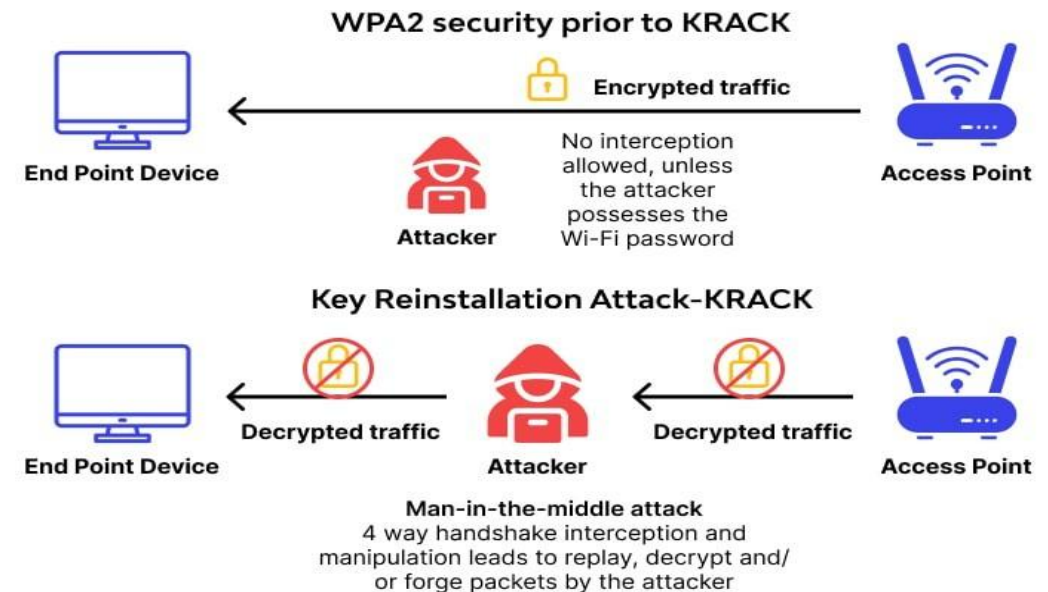 WPA2 security prior to KRACK
Encrypted traffic
No interception
allowed, unless
the attacker
possesses the
Wi-Fi password
End Point Device
Attacker
Access Point
Key Reinstallation Attack-KRACK
Decrypted traffic
Decrypted traffic
End Point Device
Attacker
Access Point
Man-in-the-middle attack
4 way handshake interception and
manipulation leads to replay, decrypt and/
or forge packets by the attacker